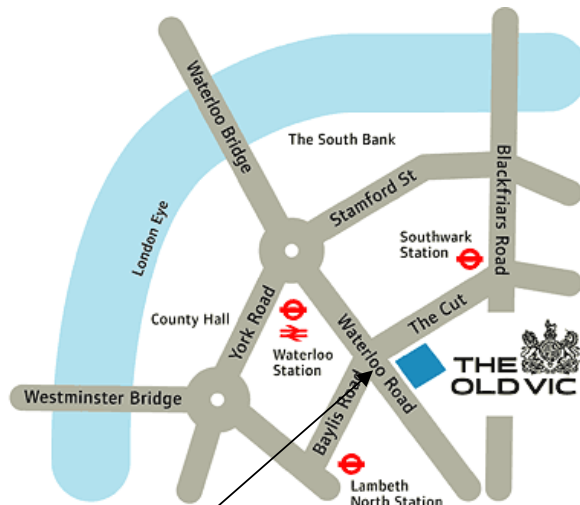 Waterloo Bridge
The South Bank
Stamford St
Blackfriars Road
London Eye
Southwark
Station
County Hall
York Road
Waterloo
Station
Waterloo Road
The Cut
THE
OLD VIC
Westminster Bridge
Baylis Road
Lambeth
North Station